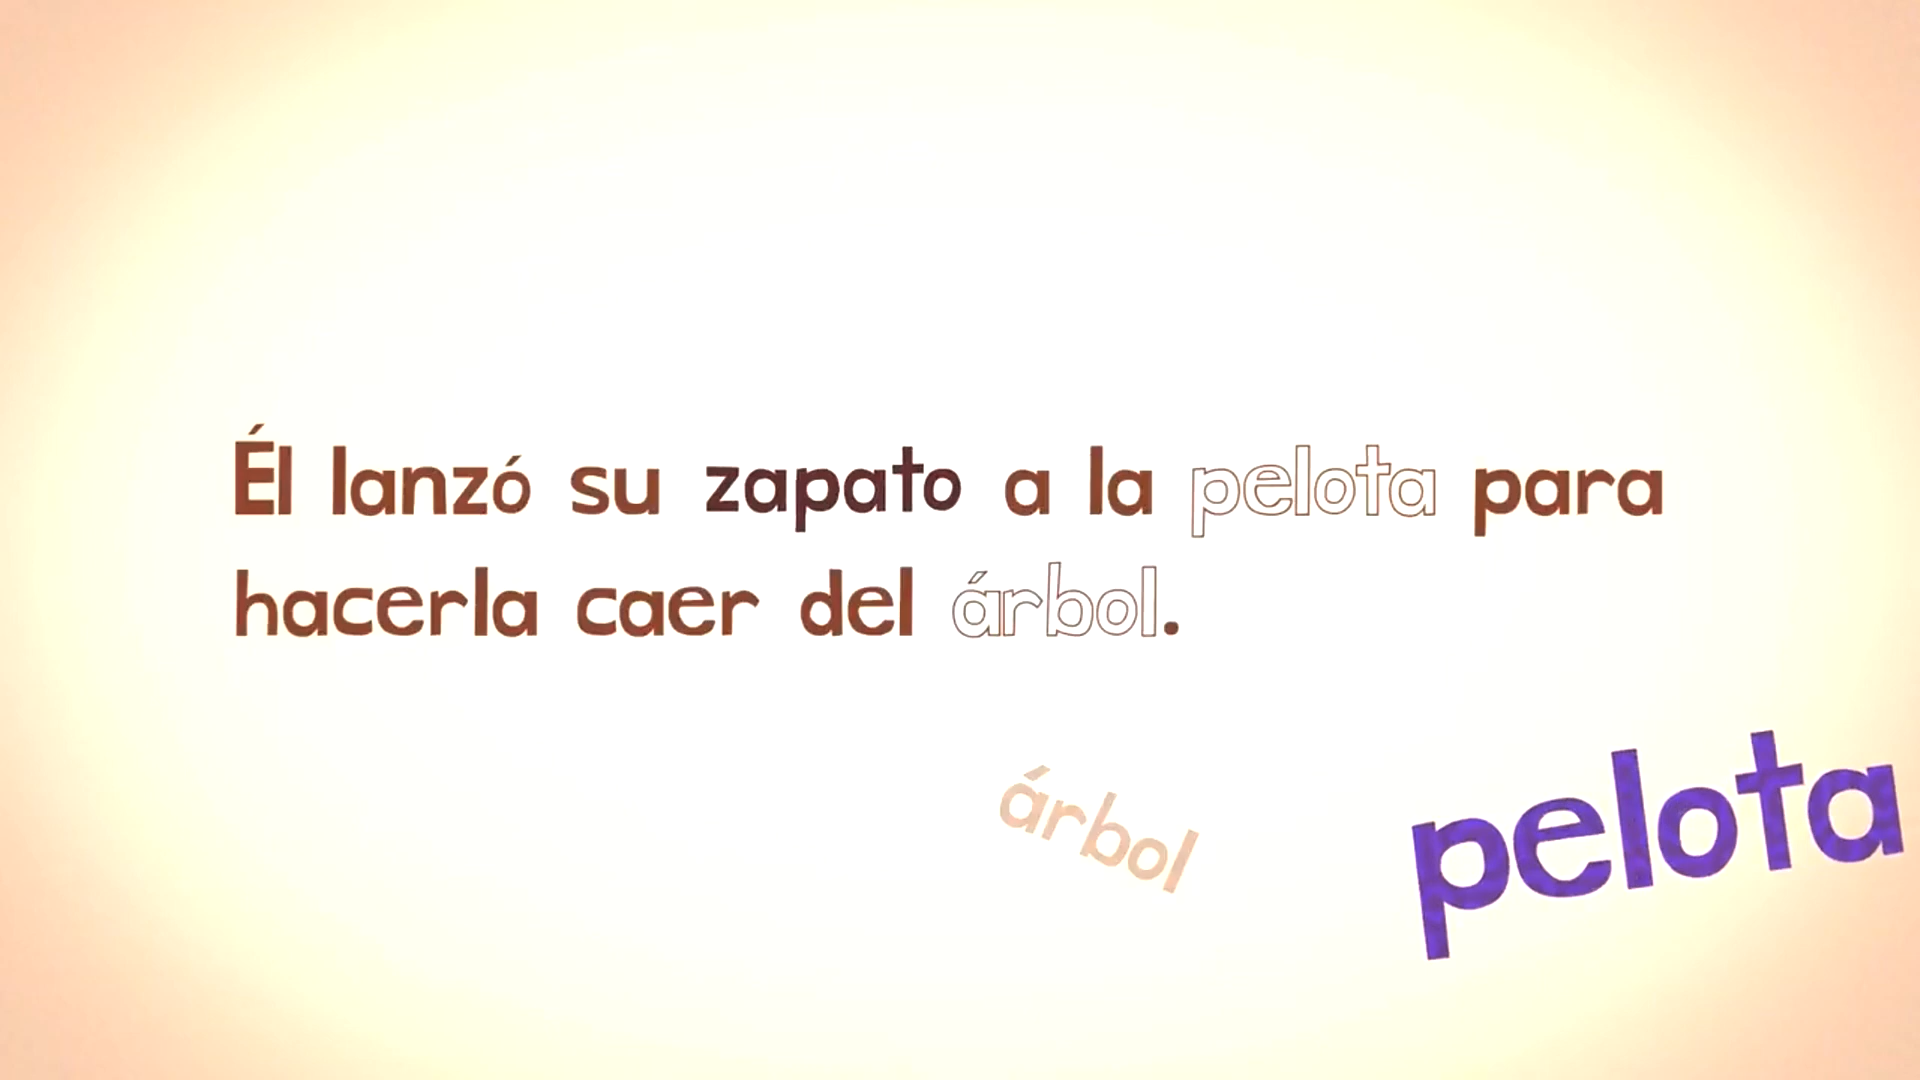 Él lanzó su zapato a la pelota para
hacerla caer del árbol.
árbol
pelota